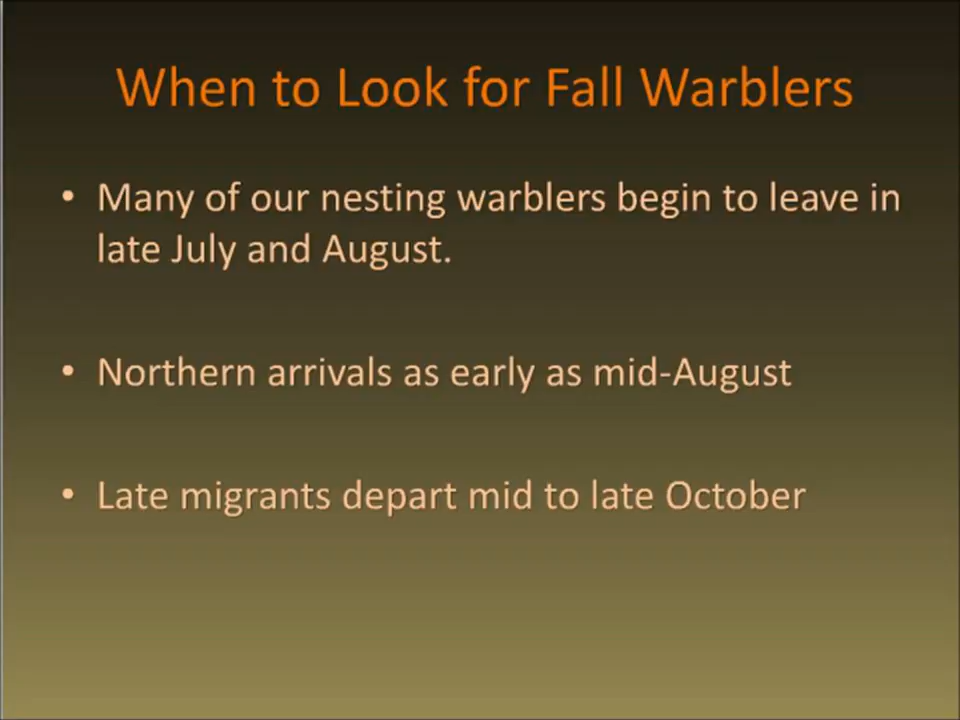 When to Look for Fall Warblers
• Many of our nesting warblers begin to leave in
late July and August.
• Northern arrivals as early as mid-August
• Late migrants depart mid to late October